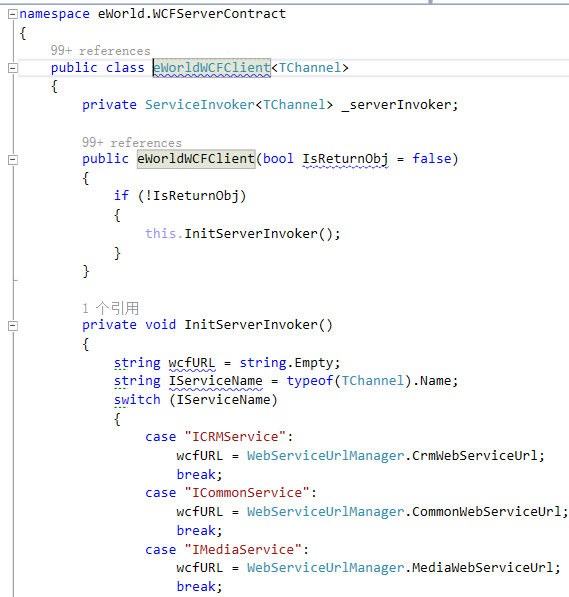 namespace eWorld.WCFServerContract
{
99+ references
public class eWorldWCFClient<TChannel>
{
private ServiceInvoker<TChannel> _serverInvoker;
99+ references
public eWorldWCFClient(bool IsReturnObj = false)
{
if (!IsReturnObj)
{
this.InitServerInvoker();
}
}
1 个引用
private void InitServerInvoker()
{
string wcfURL = string.Empty;
string IServiceName = typeof(TChannel).Name;
switch (IServiceName)
{
case "ICRMService":
wcfURL = WebServiceUrlManager.CrmWebServiceUrl;
break;
case "ICommonService":
wcfURL = WebServiceUrlManager.CommonWebServiceUrl;
break;
case "IMediaService":
wcfURL = WebServiceUrlManager.MediaWebServiceUrl;
break;